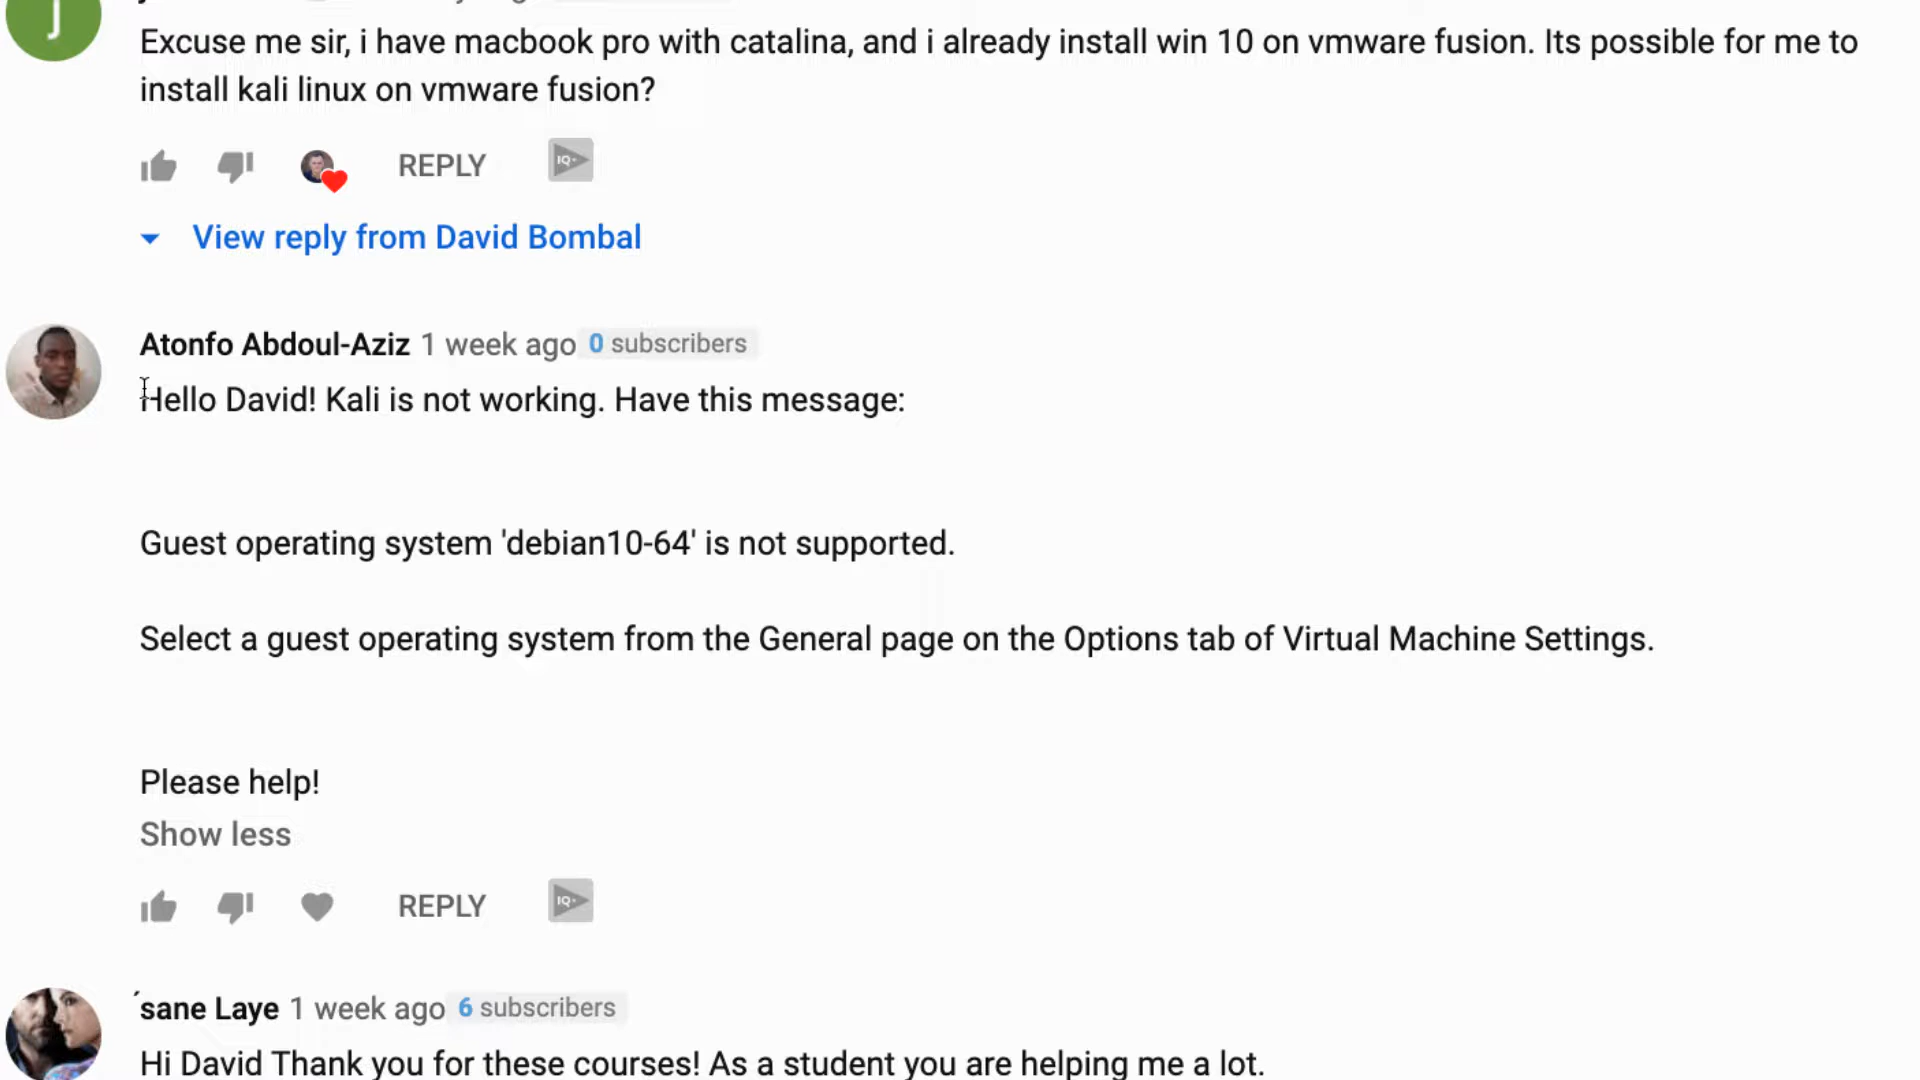 J
Excuse me sir, i have macbook pro with catalina, and i already install win 10 on vmware fusion. Its possible for me to
install kali linux on vmware fusion?
REPLY IQ
View reply from David Bombal
Atonfo Abdoul-Aziz 1 week ago 0 subscribers
Hello David! Kali is not working. Have this message:
Guest operating system 'debian10-64' is not supported.
Select a guest operating system from the General page on the Options tab of Virtual Machine Settings.
Please help!
Show less
REPLY IQ
´sane Laye 1 week ago 6 subscribers
Hi David Thank you for these courses! As a student you are helping me a lot.